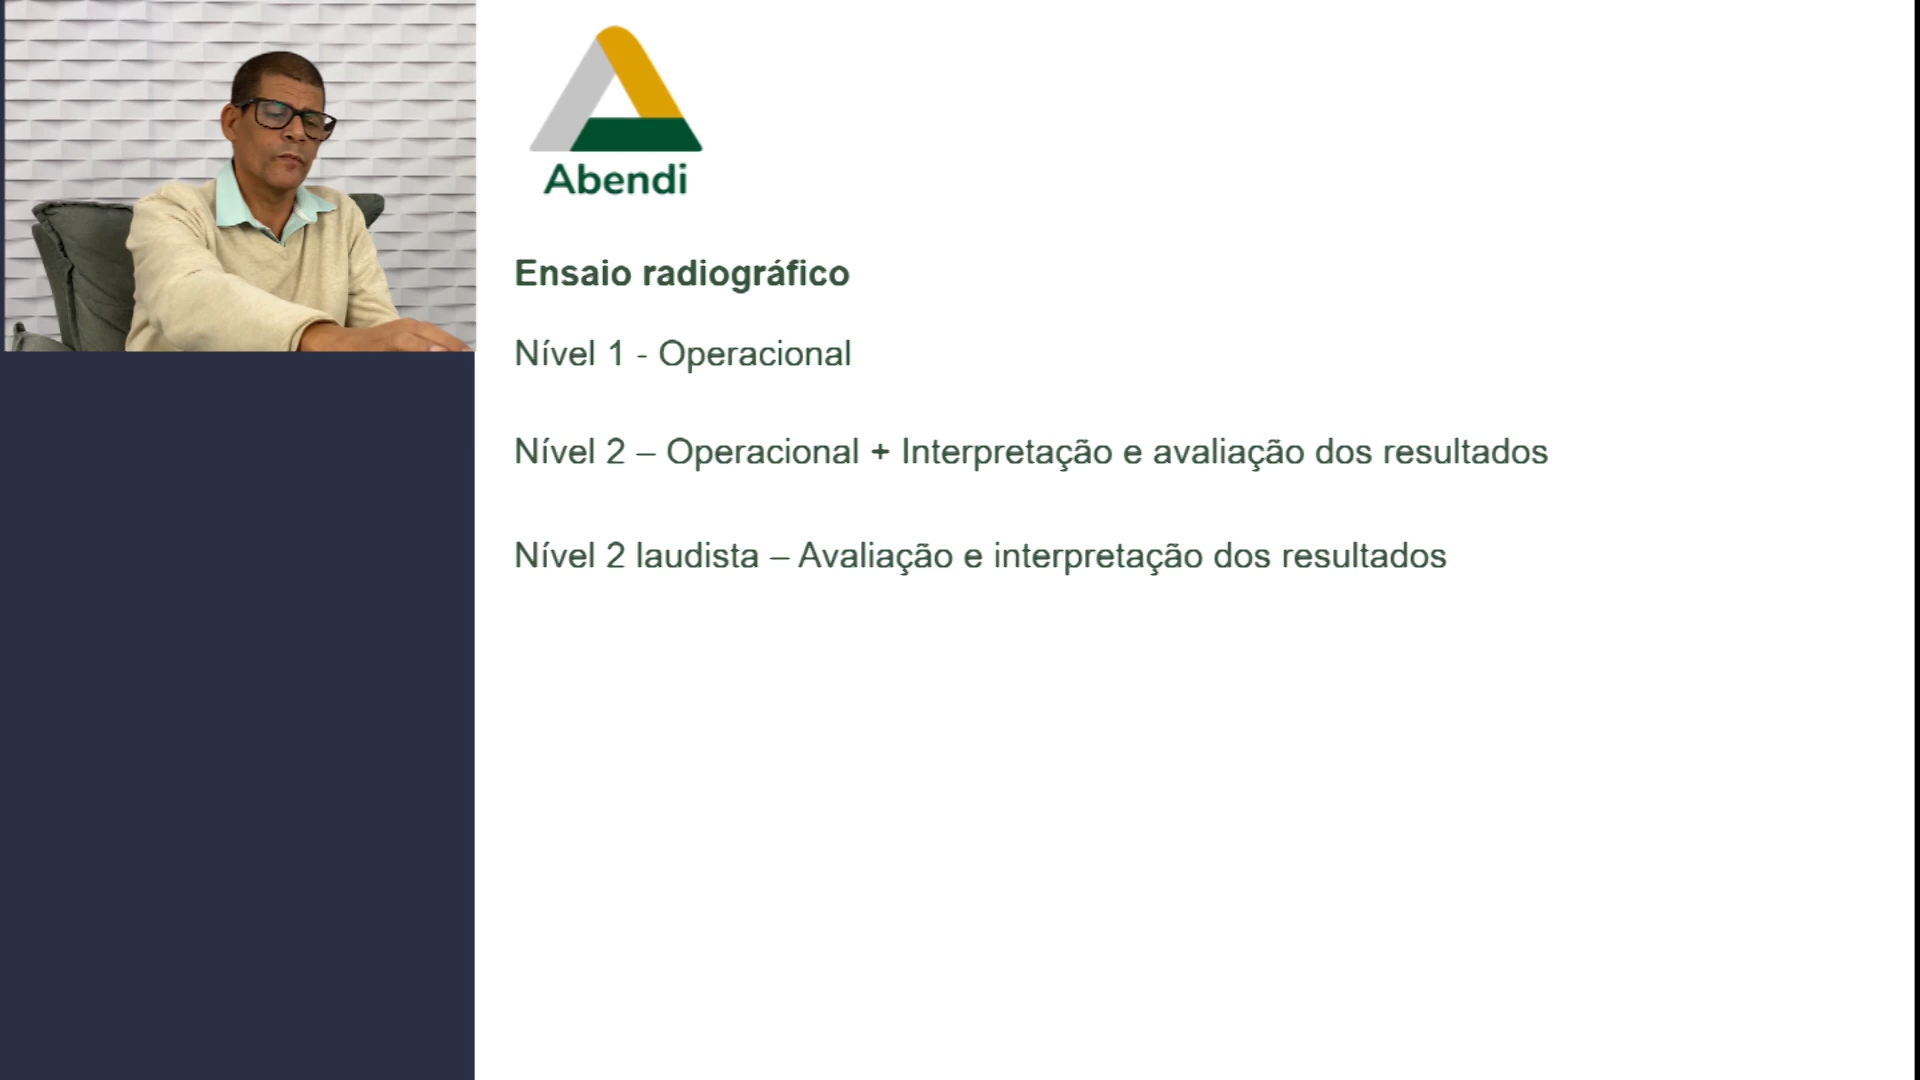 Abendi
Ensaio radiográfico
Nível 1 - Operacional
Nível 2 – Operacional + Interpretação e avaliação dos resultados
Nível 2 laudista – Avaliação e interpretação dos resultados